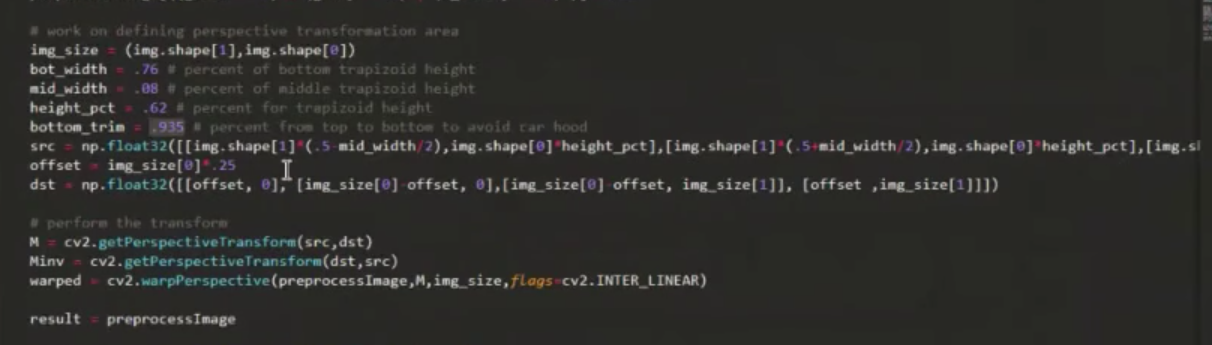 # work on defining perspective transformation area
img_size = (img.shape[1],img.shape[0])
bot_width = .76 # percent of bottom trapizoid height
mid_width = .08 # percent of middle trapizoid height
height_pct = .62 # percent for trapizoid height
bottom_trim = .935 # percent from top to bottom to avoid car hood
src = np.float32([[img.shape[1]*(.5-mid_width/2),img.shape[0]*height_pct],[img.shape[1]*(.5+mid_width/2),img.shape[0]*height_pct],[img.s
offset = img_size[0]*.25
dst = np.float32([[offset, 0], [img_size[0]-offset, 0],[img_size[0]-offset, img_size[1]], [offset ,img_size[1]]])
# perform the transform
M = cv2.getPerspectiveTransform(src,dst)
Minv = cv2.getPerspectiveTransform(dst,src)
warped = cv2.warpPerspective(preprocessImage,M,img_size,flags=cv2.INTER_LINEAR)
result = preprocessImage